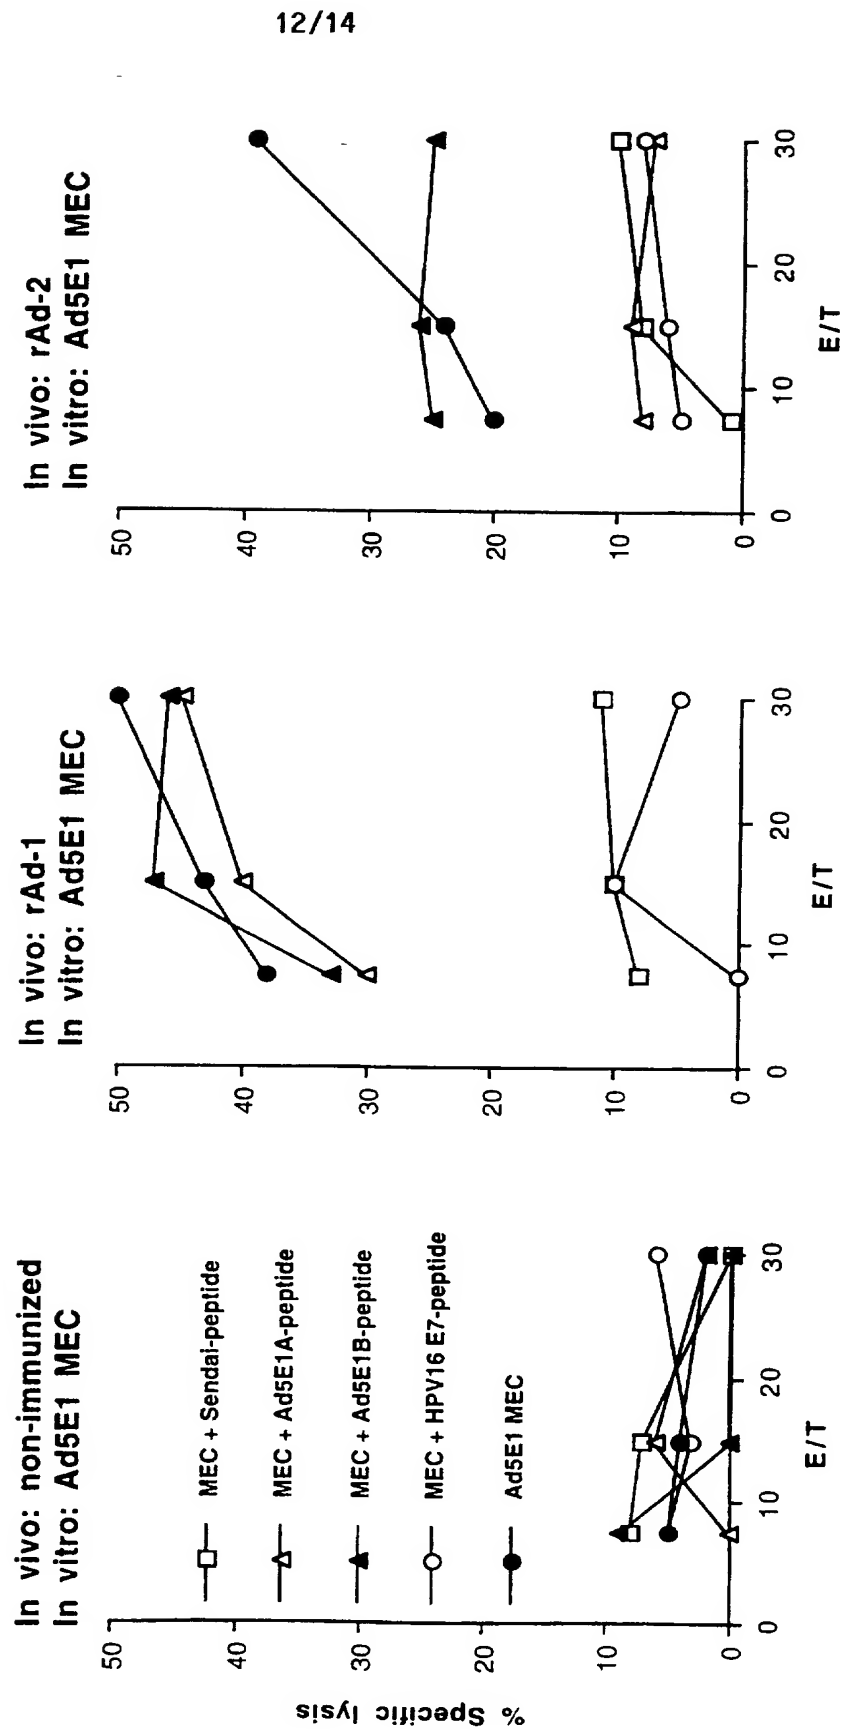 12/14
In vivo: non-immunized
In vitro: Ad5E1 MEC
% Specific lysis
50
40
30
20
10
0
0
10
20
30
E/T
MEC + Sendai-peptide
MEC + Ad5E1A-peptide
MEC + Ad5E1B-peptide
MEC + HPV16 E7-peptide
Ad5E1 MEC
In vivo: rAd-1
In vitro: Ad5E1 MEC
50
40
30
20
10
0
0
10
20
30
E/T
In vivo: rAd-2
In vitro: Ad5E1 MEC
50
40
30
20
10
0
0
10
20
30
E/T